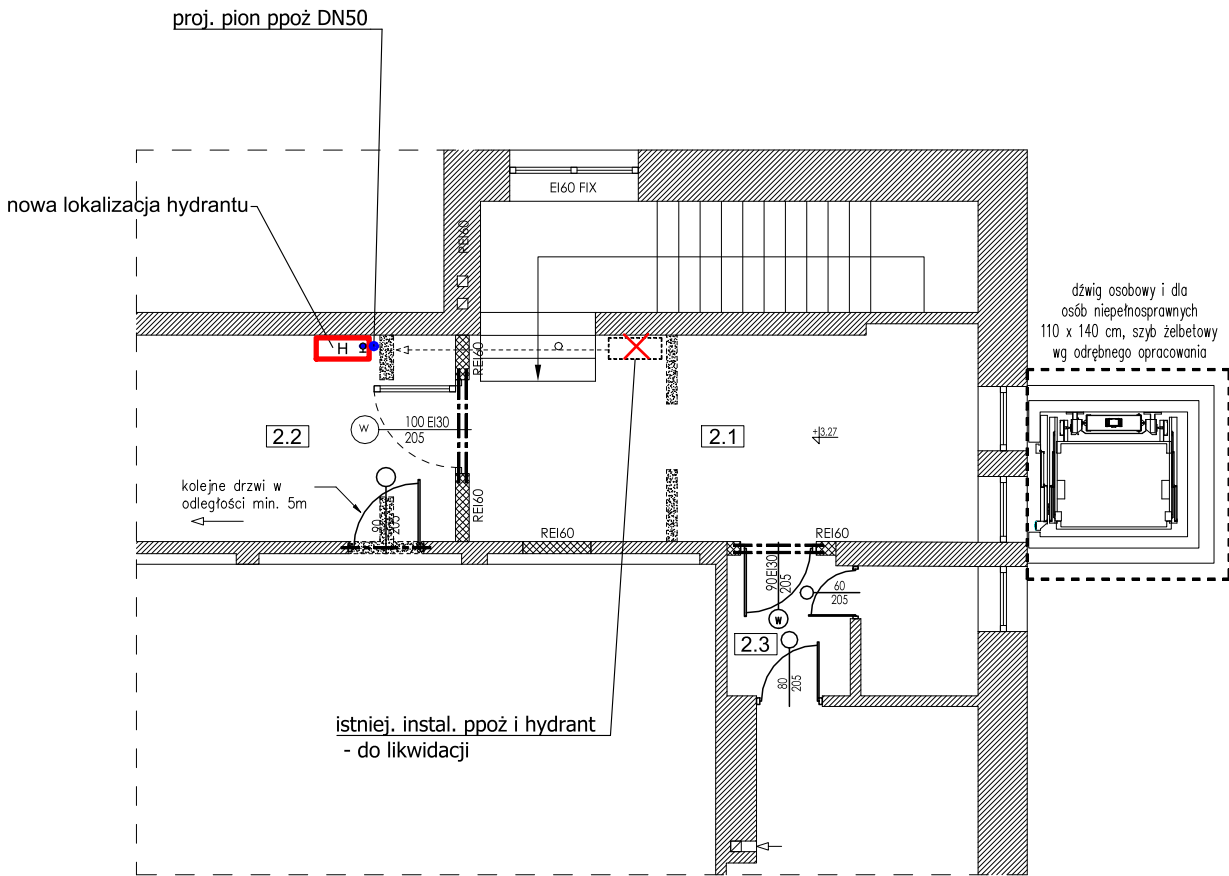 proj. pion ppoż DN50
nowa lokalizacja hydrantu
EI60 FIX
REI60
dźwig osobowy i dla
osób niepełnosprawnych
110 x 140 cm, szyb żelbetowy
wg odrębnego opracowania
H
REI60
W
100 EI30
205
2.2
2.1
+3,27
kolejne drzwi w
odległości min. 5m
90
205
REI60
REI60
REI60
90 EI30
205
60
205
W
2.3
80
205
istniej. instal. ppoż i hydrant
- do likwidacji